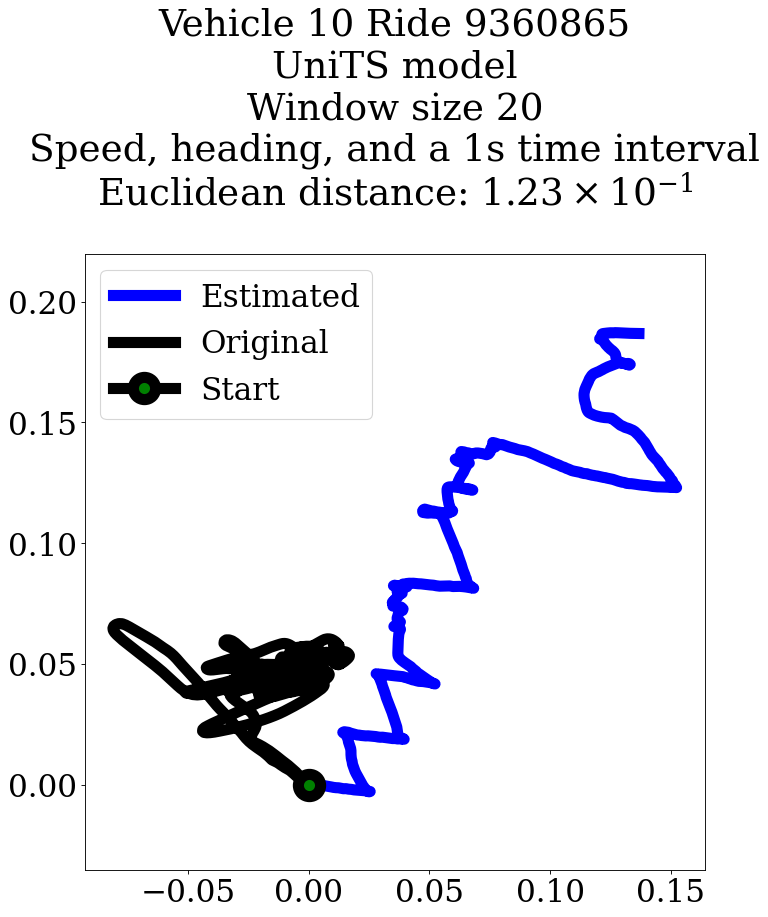 Vehicle 10 Ride 9360865
UniTS model
Window size 20
Speed, heading, and a 1s time interval
Euclidean distance: 1.23 × 10⁻¹
Estimated
Original
Start
0.20
0.15
0.10
0.05
0.00
−0.05 0.00 0.05 0.10 0.15